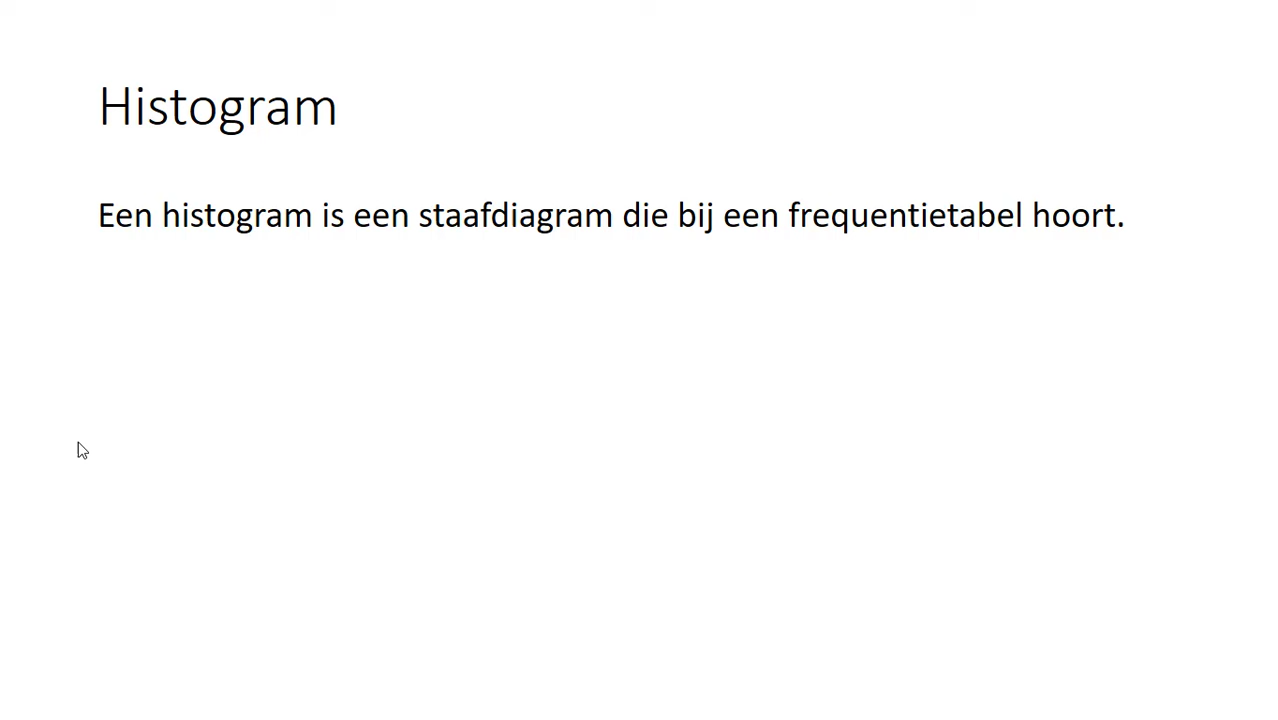 Histogram
Een histogram is een staafdiagram die bij een frequentietabel hoort.